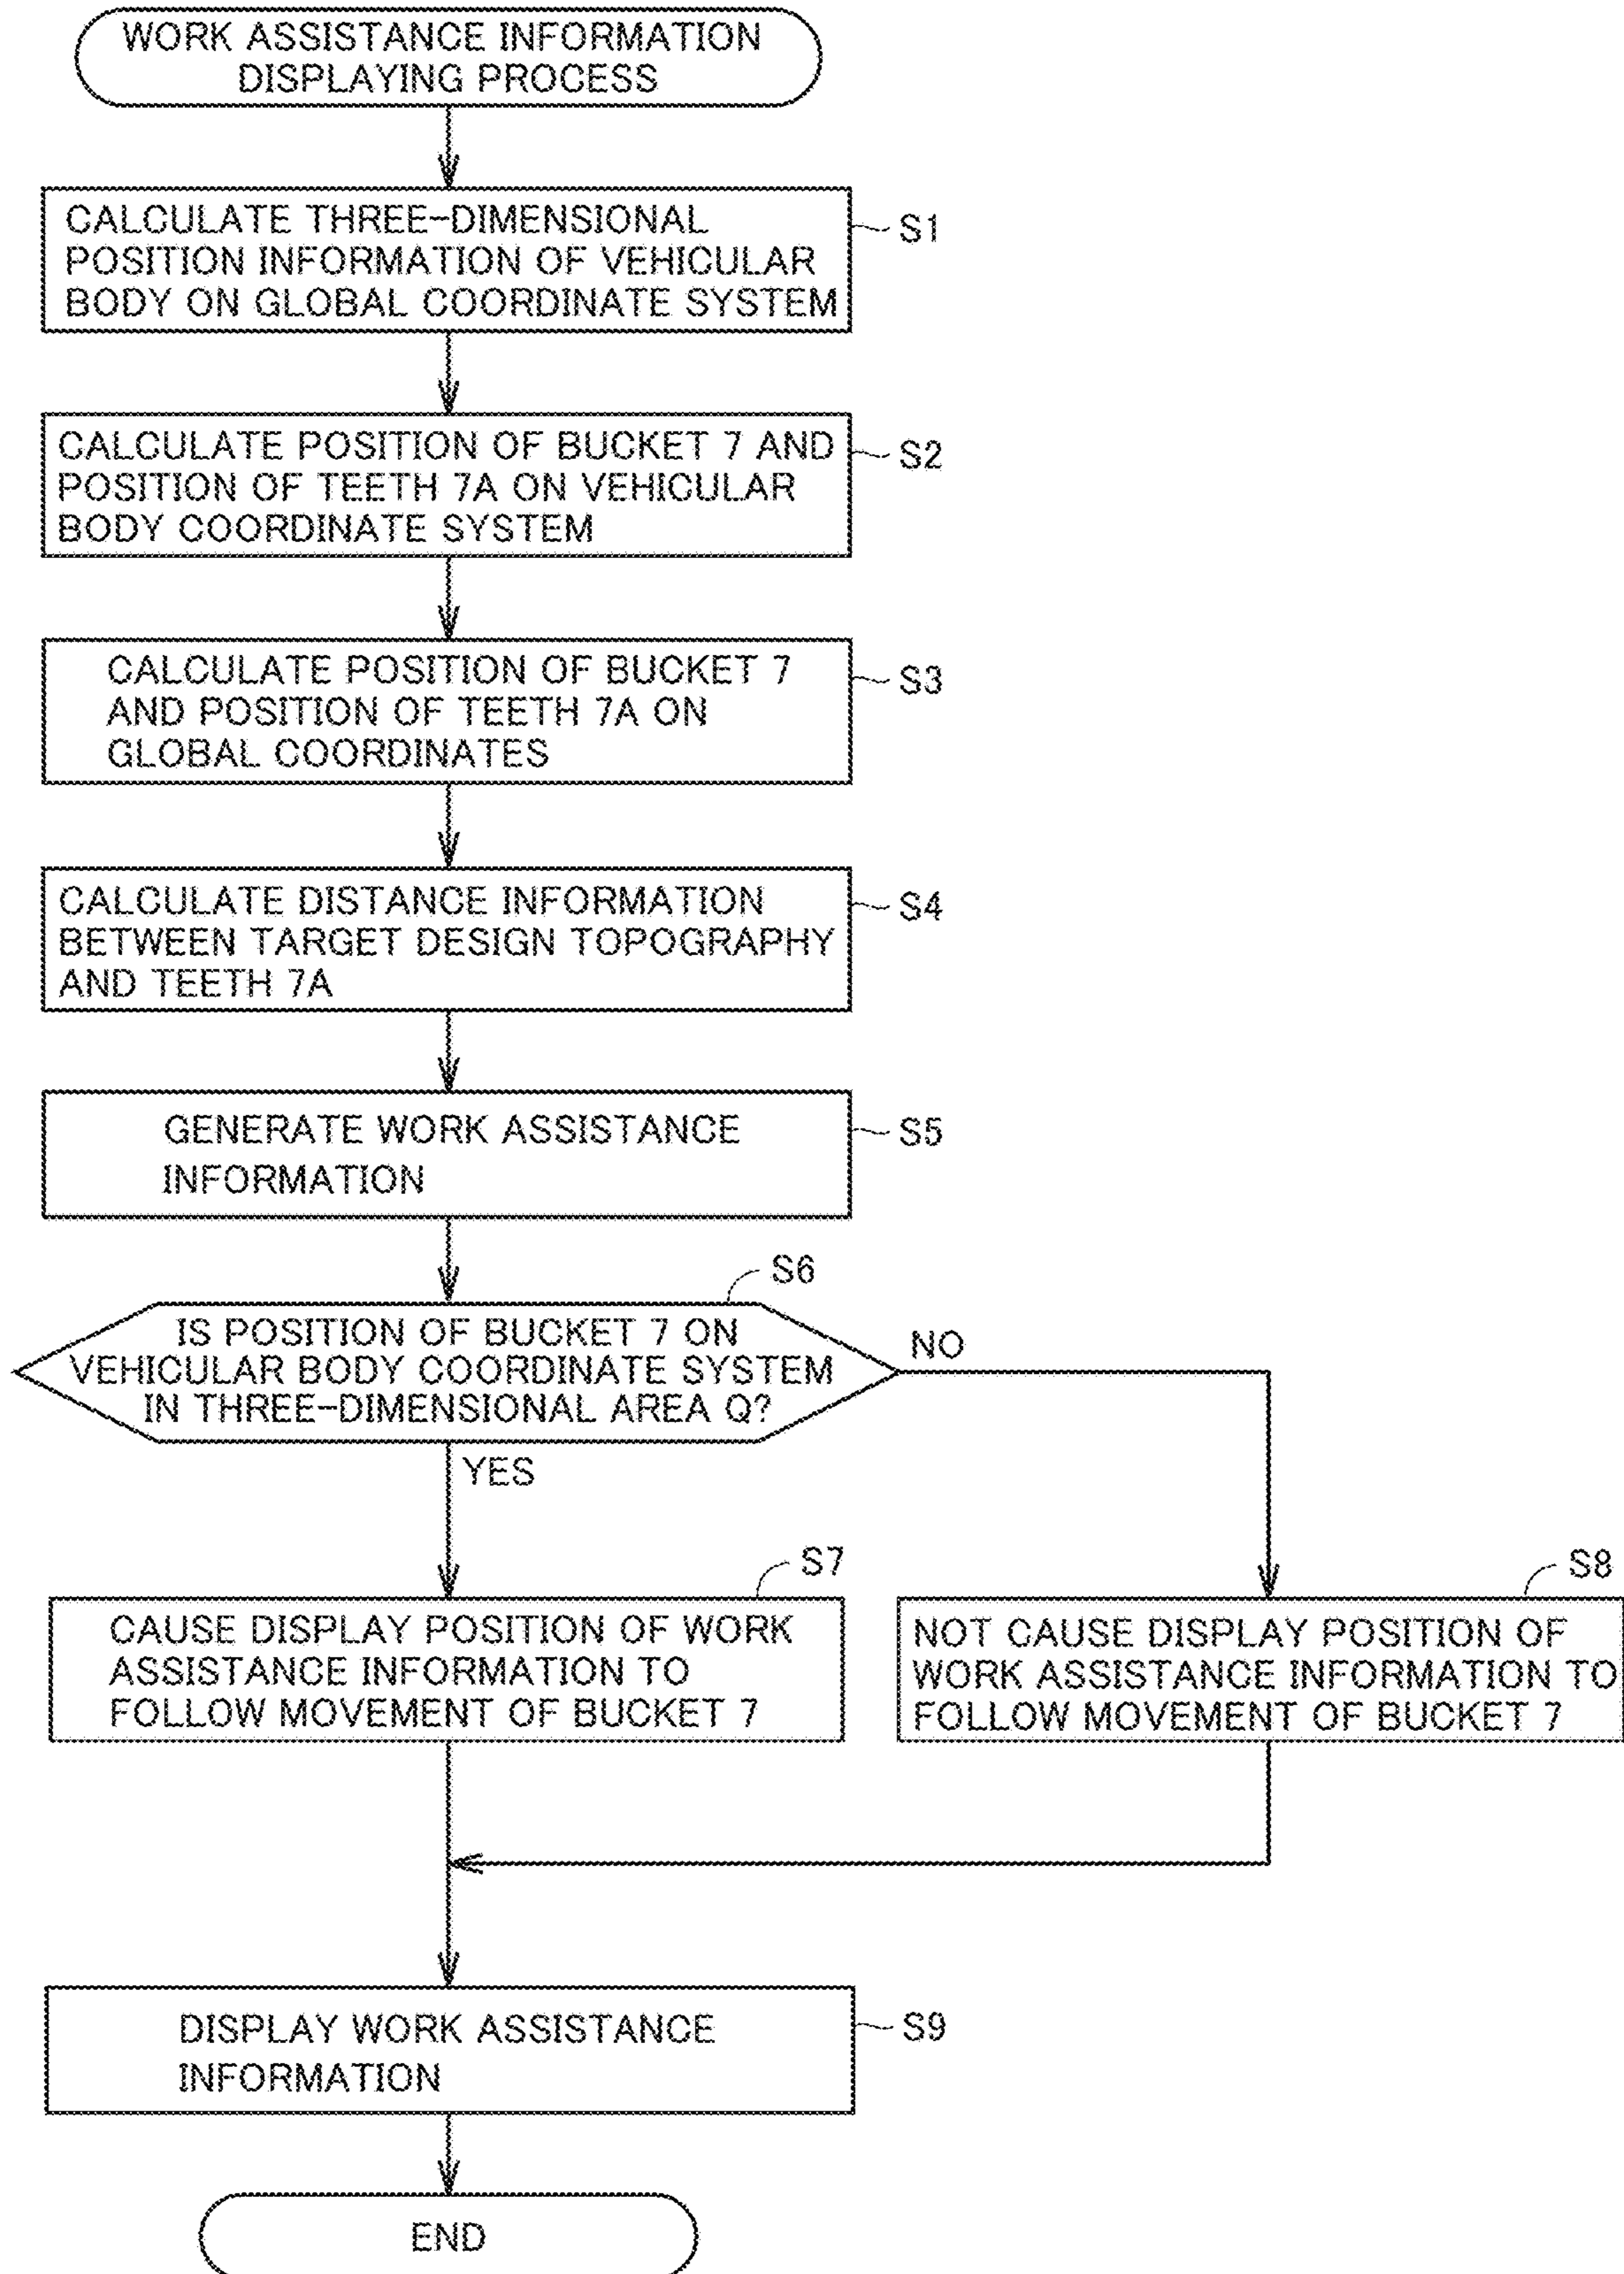 WORK ASSISTANCE INFORMATION
DISPLAYING PROCESS
CALCULATE THREE-DIMENSIONAL
POSITION INFORMATION OF VEHICULAR
BODY ON GLOBAL COORDINATE SYSTEM
S1
CALCULATE POSITION OF BUCKET 7 AND
POSITION OF TEETH 7A ON VEHICULAR
BODY COORDINATE SYSTEM
S2
CALCULATE POSITION OF BUCKET 7
AND POSITION OF TEETH 7A ON
GLOBAL COORDINATES
S3
CALCULATE DISTANCE INFORMATION
BETWEEN TARGET DESIGN TOPOGRAPHY
AND TEETH 7A
S4
GENERATE WORK ASSISTANCE
INFORMATION
S5
S6
IS POSITION OF BUCKET 7 ON
VEHICULAR BODY COORDINATE SYSTEM
IN THREE-DIMENSIONAL AREA Q?
NO
YES
S7
CAUSE DISPLAY POSITION OF WORK
ASSISTANCE INFORMATION TO
FOLLOW MOVEMENT OF BUCKET 7
S8
NOT CAUSE DISPLAY POSITION OF
WORK ASSISTANCE INFORMATION TO
FOLLOW MOVEMENT OF BUCKET 7
DISPLAY WORK ASSISTANCE
INFORMATION
S9
END